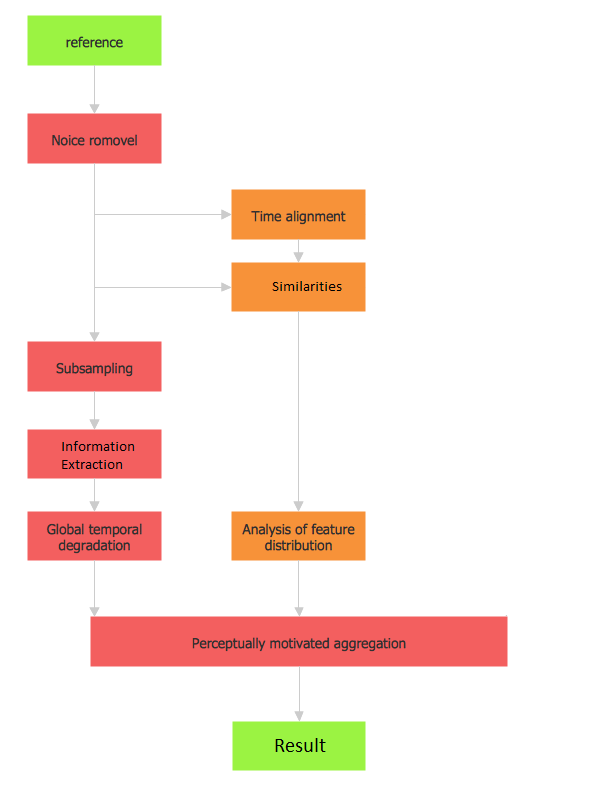 reference
Noice romovel
Time alignment
Similarities
Subsampling
Information
Extraction
Global temporal
degradation
Analysis of feature
distribution
Perceptually motivated aggregation
Result